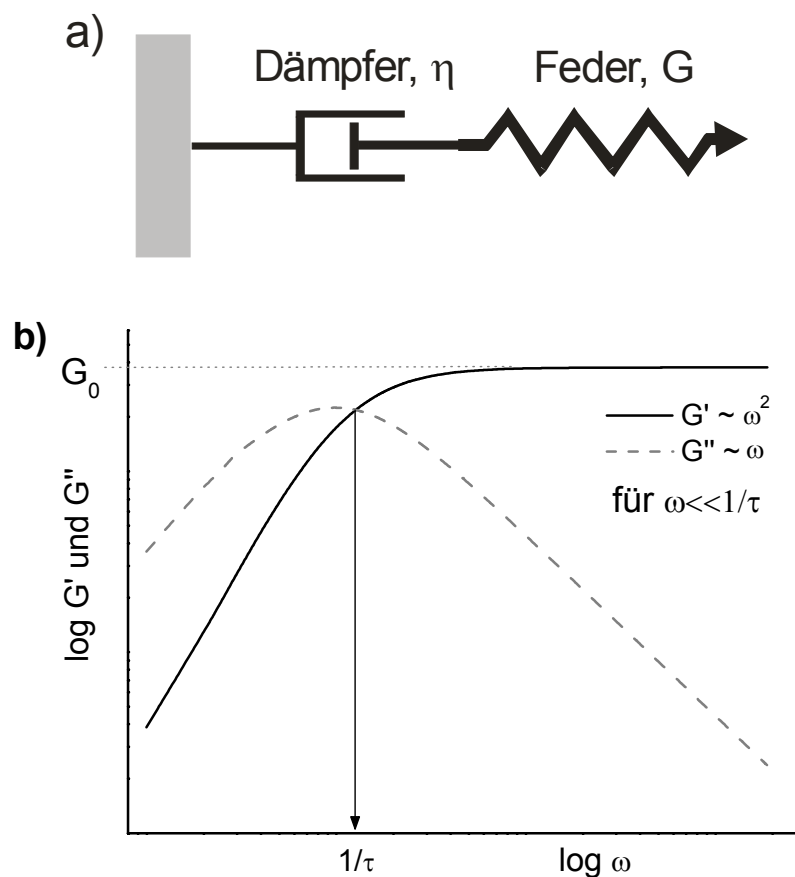 a)
Dämpfer, η
Feder, G
b)
G₀
G' ~ ω²
G'' ~ ω
für ω<<1/τ
log G' und G''
1/τ
log ω